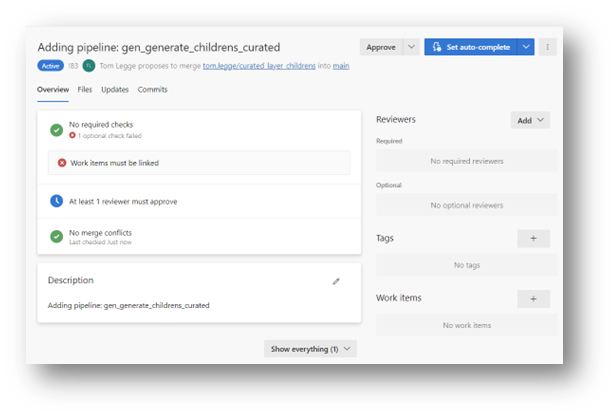 Adding pipeline: gen_generate_childrens_curated
Approve
Set auto-complete
Active
!83
TL
Tom Legge proposes to merge tom.legge/curated_layer_childrens into main
Overview Files Updates Commits
No required checks
1 optional check failed
Work items must be linked
At least 1 reviewer must approve
No merge conflicts
Last checked Just now
Description
Adding pipeline: gen_generate_childrens_curated
Show everything (1)
Reviewers
Add
Required
No required reviewers
Optional
No optional reviewers
Tags
No tags
Work items
No work items